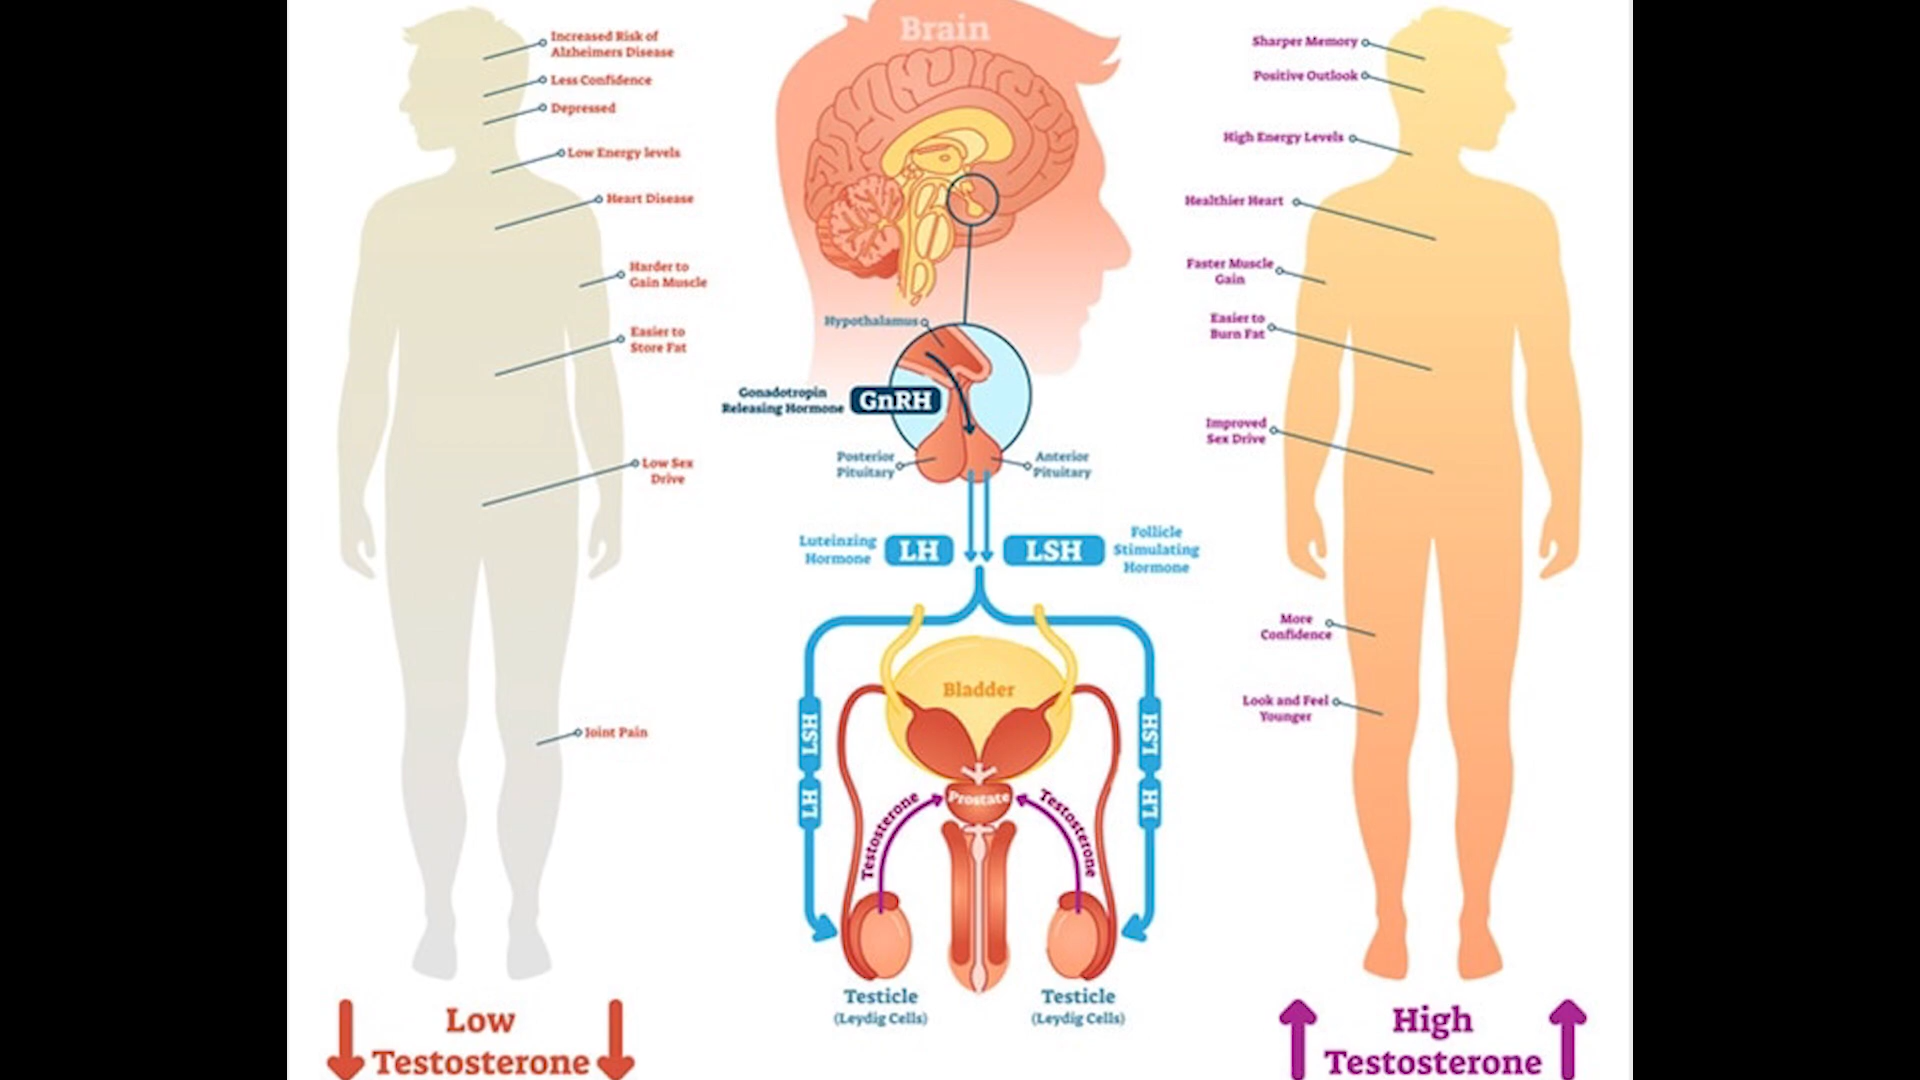 Increased Risk of
Alzheimers Disease
Less Confidence
Depressed
Low Energy levels
Heart Disease
Harder to
Gain Muscle
Easier to
Store Fat
Low Sex
Drive
Joint Pain
Low
Testosterone
Brain
Hypothalamus
Gonadotropin
Releasing Hormone
GnRH
Posterior
Pituitary
Anterior
Pituitary
Luteinzing
Hormone
LH
LSH
Follicle
Stimulating
Hormone
Bladder
LSH
LH
LSH
LH
Prostate
Testosterone
Testosterone
Testicle
(Leydig Cells)
Testicle
(Leydig Cells)
Sharper Memory
Positive Outlook
High Energy Levels
Healthier Heart
Faster Muscle
Gain
Easier to
Burn Fat
Improved
Sex Drive
More
Confidence
Look and Feel
Younger
High
Testosterone